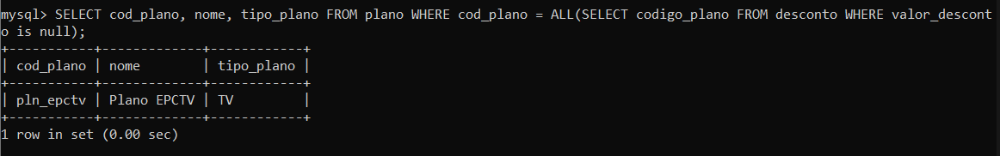 mysql> SELECT cod_plano, nome, tipo_plano FROM plano WHERE cod_plano = ALL(SELECT codigo_plano FROM desconto WHERE valor_descont
o is null);
+-----------+-------------+------------+
| cod_plano | nome        | tipo_plano |
+-----------+-------------+------------+
| pln_epctv | Plano EPCTV | TV         |
+-----------+-------------+------------+
1 row in set (0.00 sec)